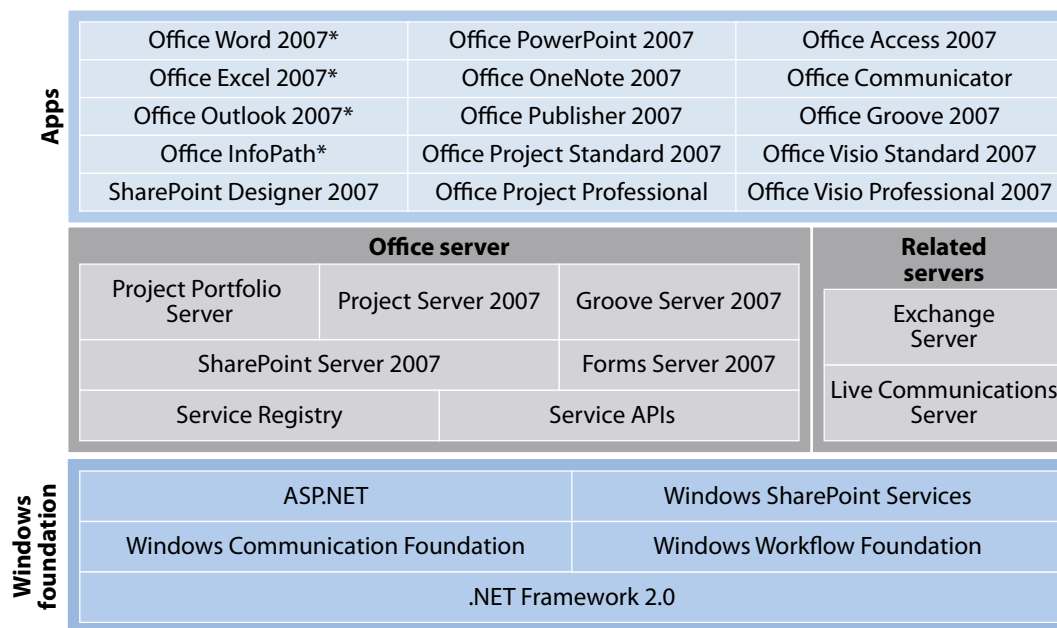 Apps
Office Word 2007*
Office PowerPoint 2007
Office Access 2007
Office Excel 2007*
Office OneNote 2007
Office Communicator
Office Outlook 2007*
Office Publisher 2007
Office Groove 2007
Office InfoPath*
Office Project Standard 2007
Office Visio Standard 2007
SharePoint Designer 2007
Office Project Professional
Office Visio Professional 2007
Office server
Project Portfolio
Server
Project Server 2007
Groove Server 2007
SharePoint Server 2007
Forms Server 2007
Service Registry
Service APIs
Related
servers
Exchange
Server
Live Communications
Server
Windows
foundation
ASP.NET
Windows SharePoint Services
Windows Communication Foundation
Windows Workflow Foundation
.NET Framework 2.0